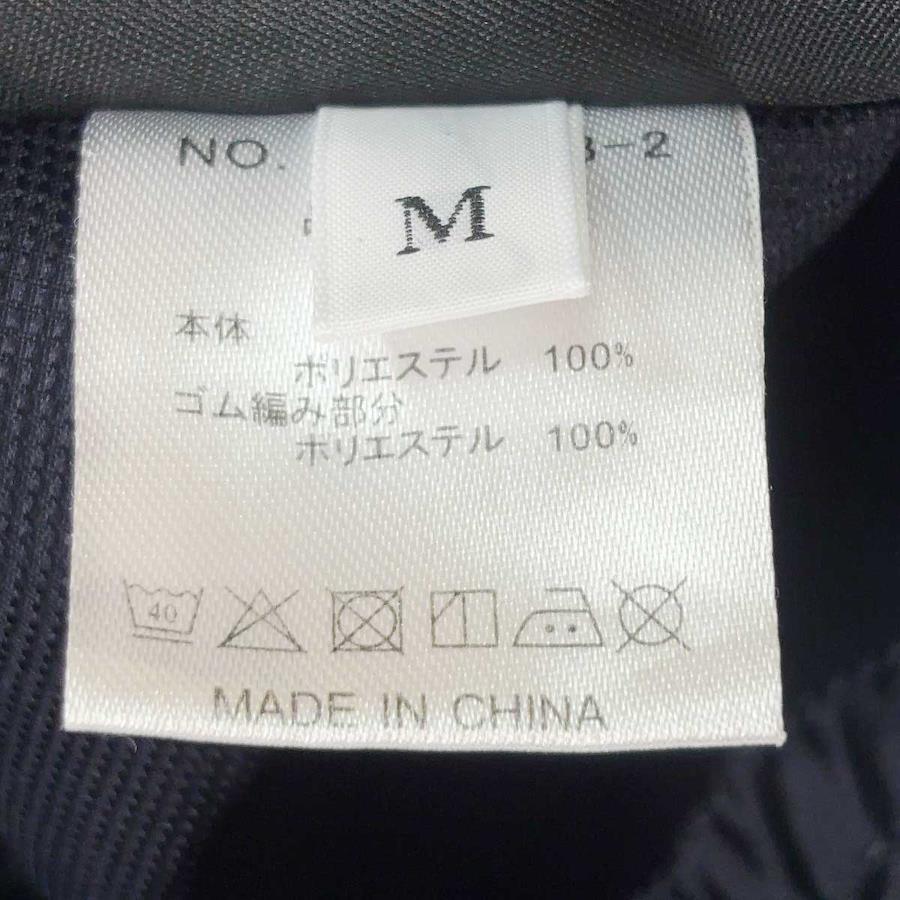 NO. 3-2
M
本体
ポリエステル 100%
ゴム編み部分
ポリエステル 100%
40
MADE IN CHINA